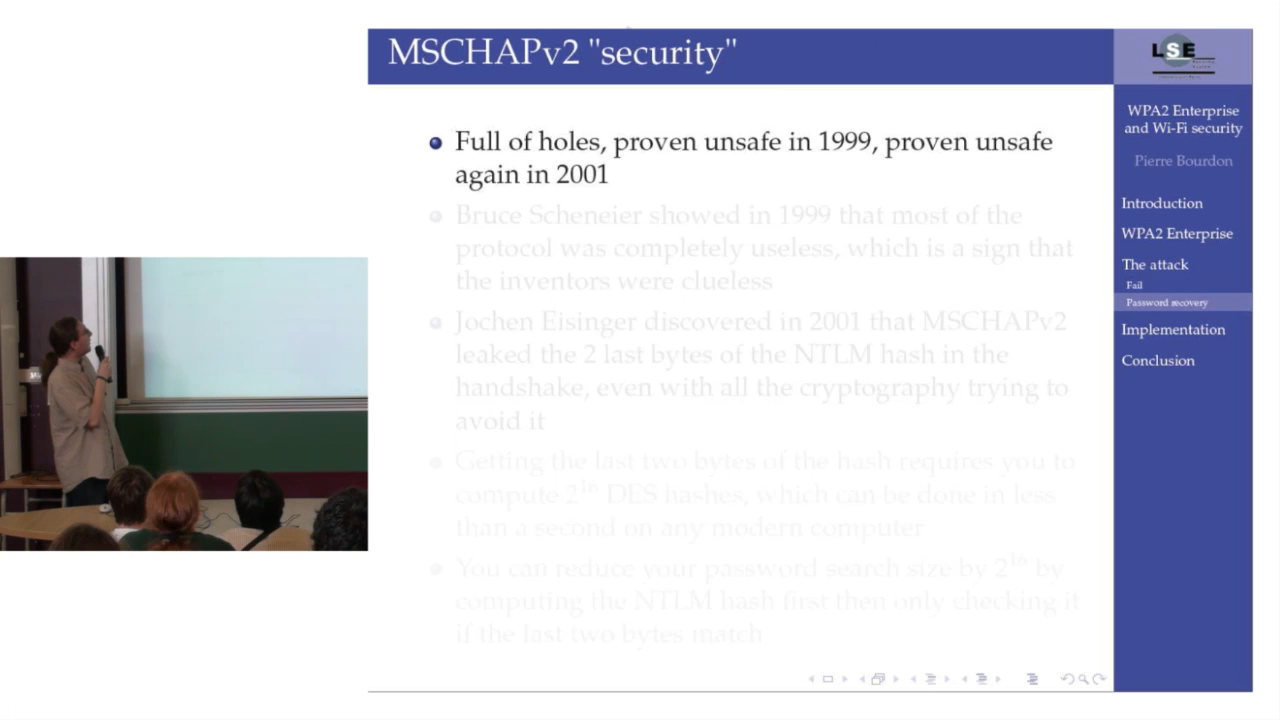 MSCHAPv2 "security"
LSE
WPA2 Enterprise
and Wi-Fi security
Pierre Bourdon
Introduction
WPA2 Enterprise
The attack
Fail
Password recovery
Implementation
Conclusion
Full of holes, proven unsafe in 1999, proven unsafe
again in 2001
Bruce Scheneier showed in 1999 that most of the
protocol was completely useless, which is a sign that
the inventors were clueless
Jochen Eisinger discovered in 2001 that MSCHAPv2
leaked the 2 last bytes of the NTLM hash in the
handshake, even with all the cryptography trying to
avoid it
Getting the last two bytes of the hash requires you to
compute 2^16 DES hashes, which can be done in less
than a second on any modern computer
You can reduce your password search size by 2^16 by
computing the NTLM hash first then only checking it
if the last two bytes match